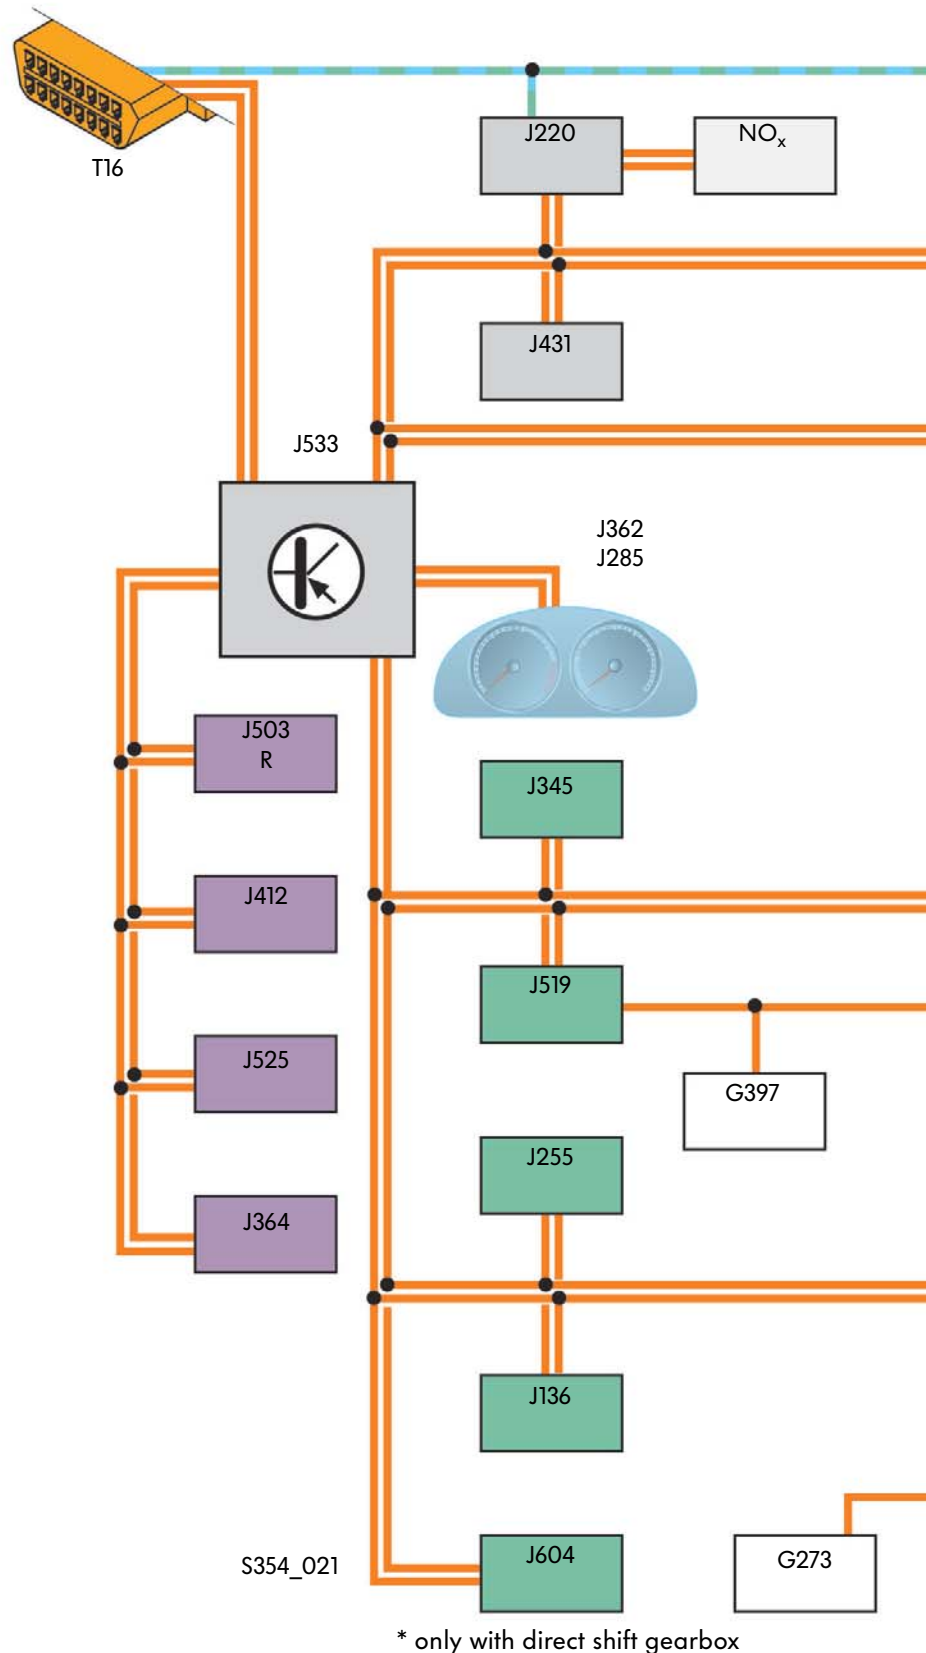 T16
J220
NOx
J431
J533
J362
J285
J503
R
J345
J412
J519
J525
G397
J255
J364
J136
S354_021
J604
G273
* only with direct shift gearbox